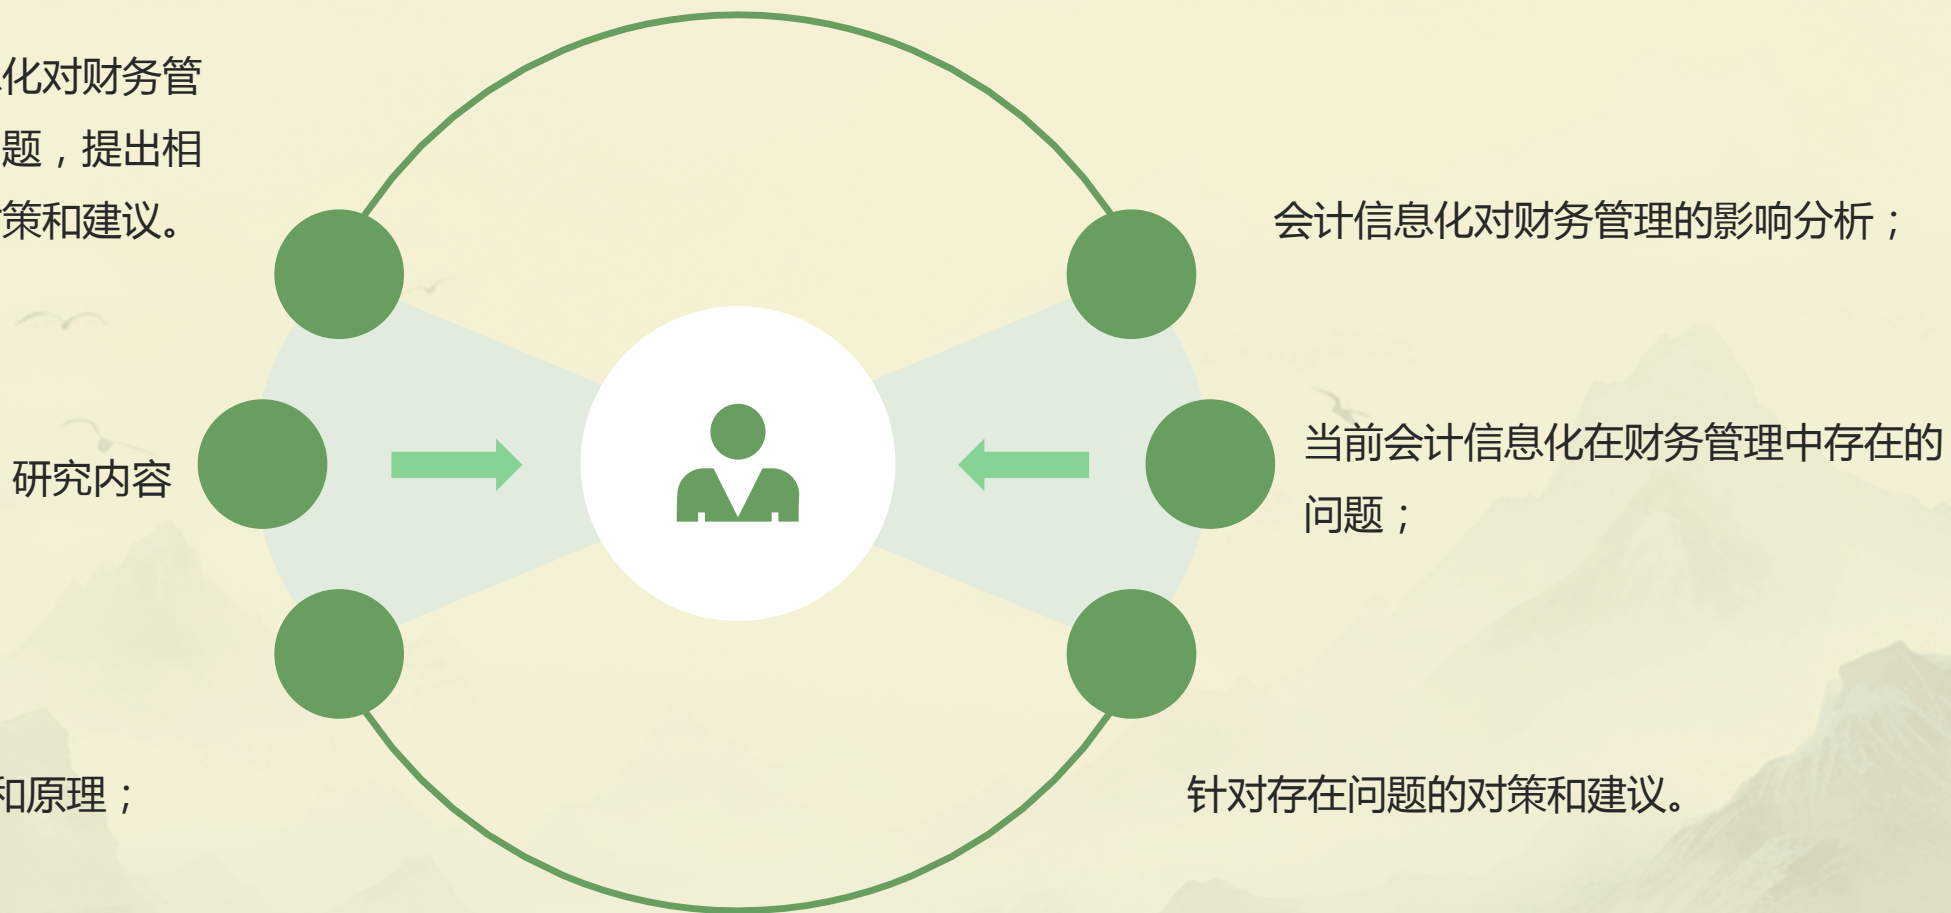 化对财务管
题，提出相
策和建议。
研究内容
和原理；
会计信息化对财务管理的影响分析；
当前会计信息化在财务管理中存在的
问题；
针对存在问题的对策和建议。